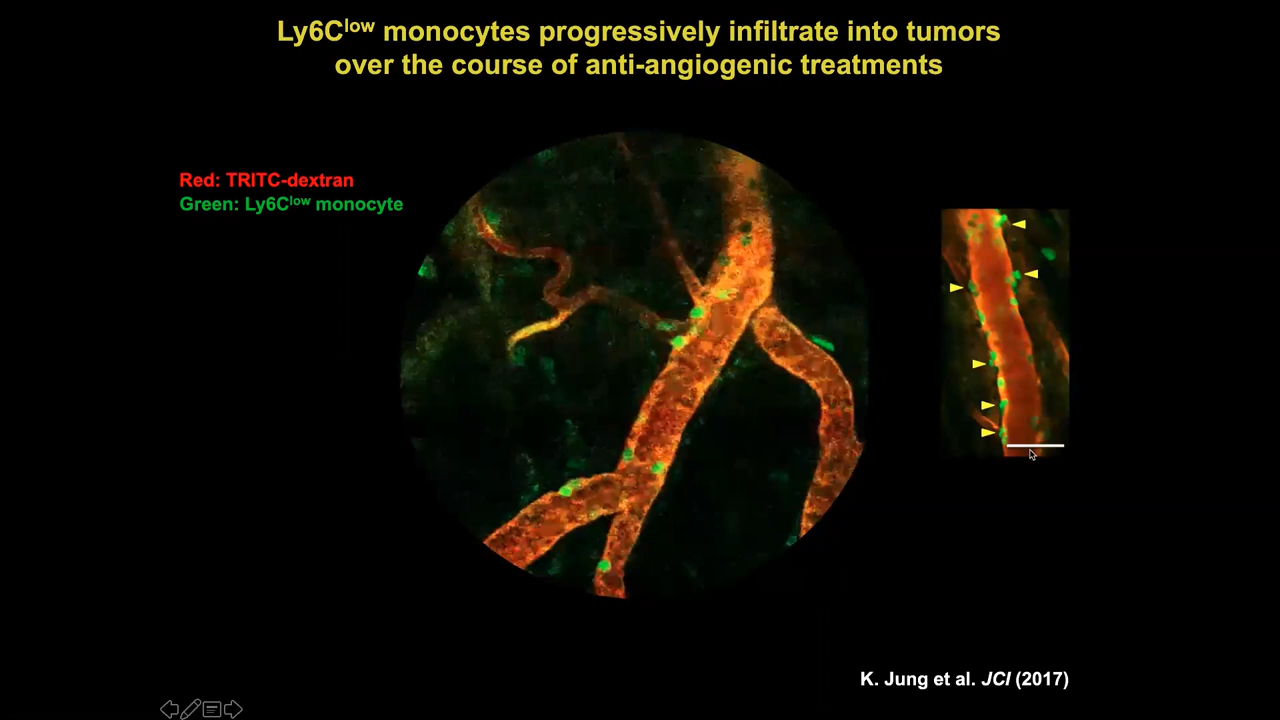 Ly6Clow monocytes progressively infiltrate into tumors
over the course of anti-angiogenic treatments
Red: TRITC-dextran
Green: Ly6Clow monocyte
K. Jung et al. JCI (2017)